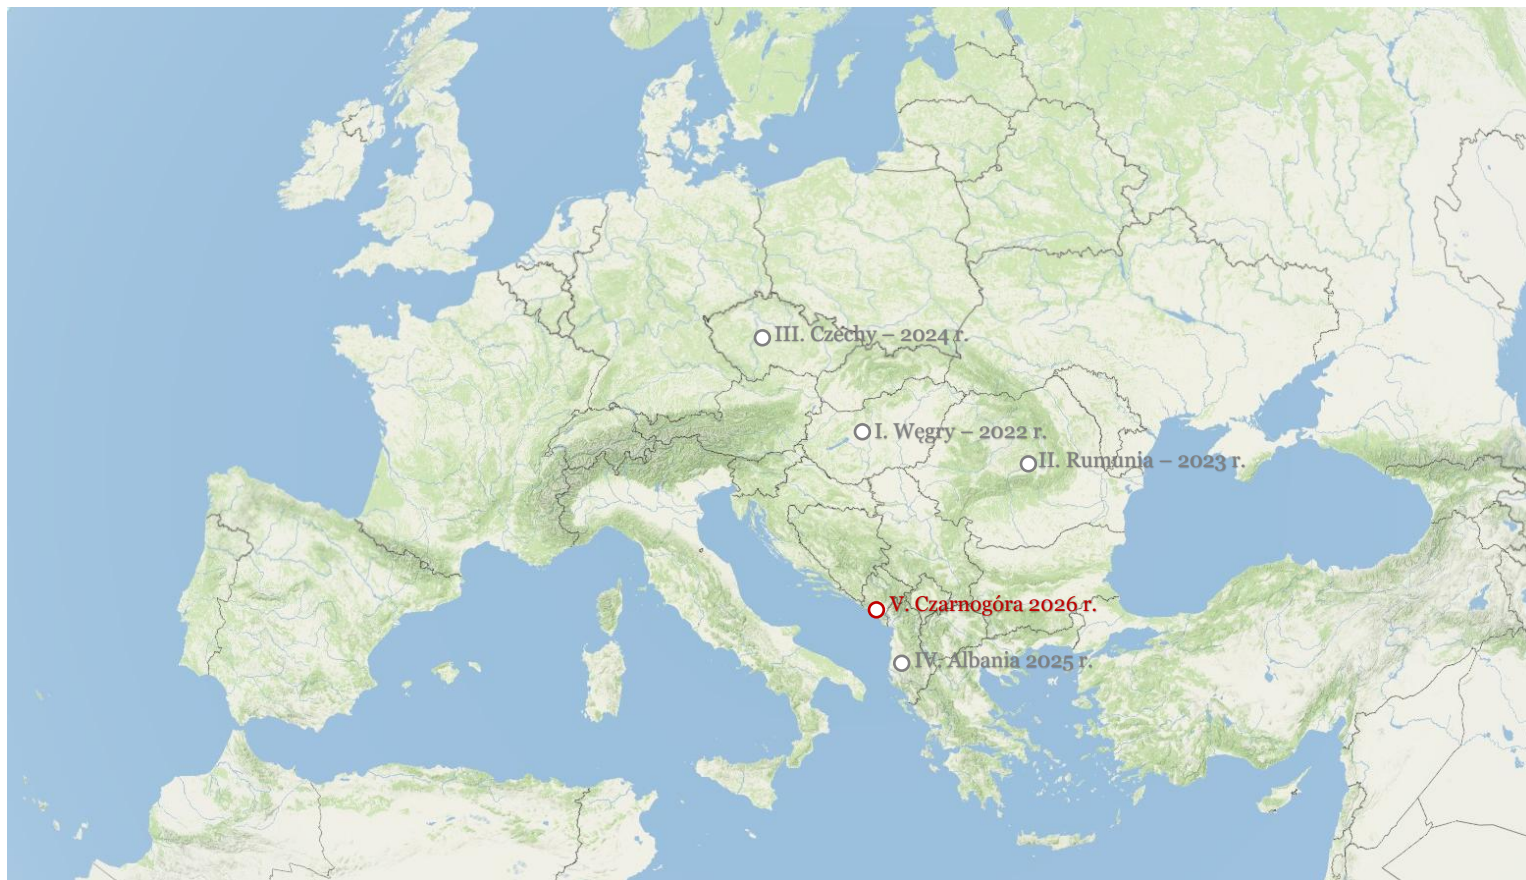 III. Czechy – 2024 r.
I. Węgry – 2022 r.
II. Rumunia – 2023 r.
V. Czarnogóra 2026 r.
IV. Albania 2025 r.